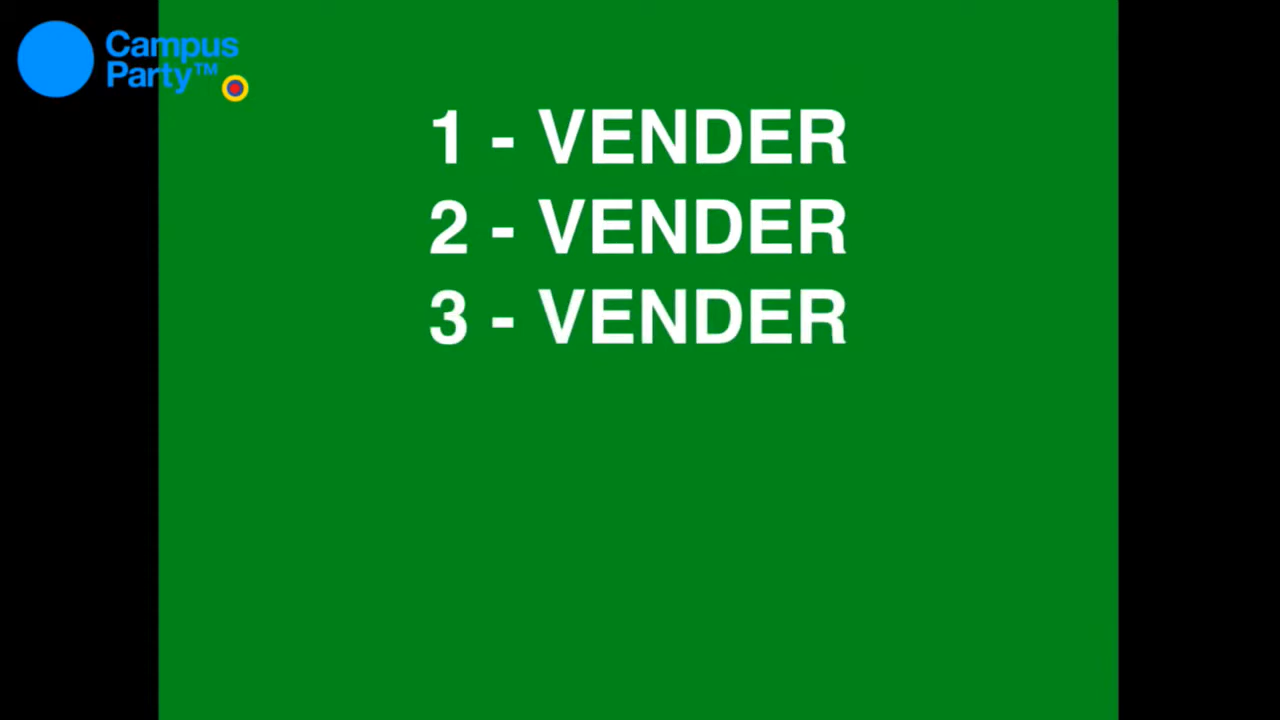 Campus
Party™
1 - VENDER
2 - VENDER
3 - VENDER